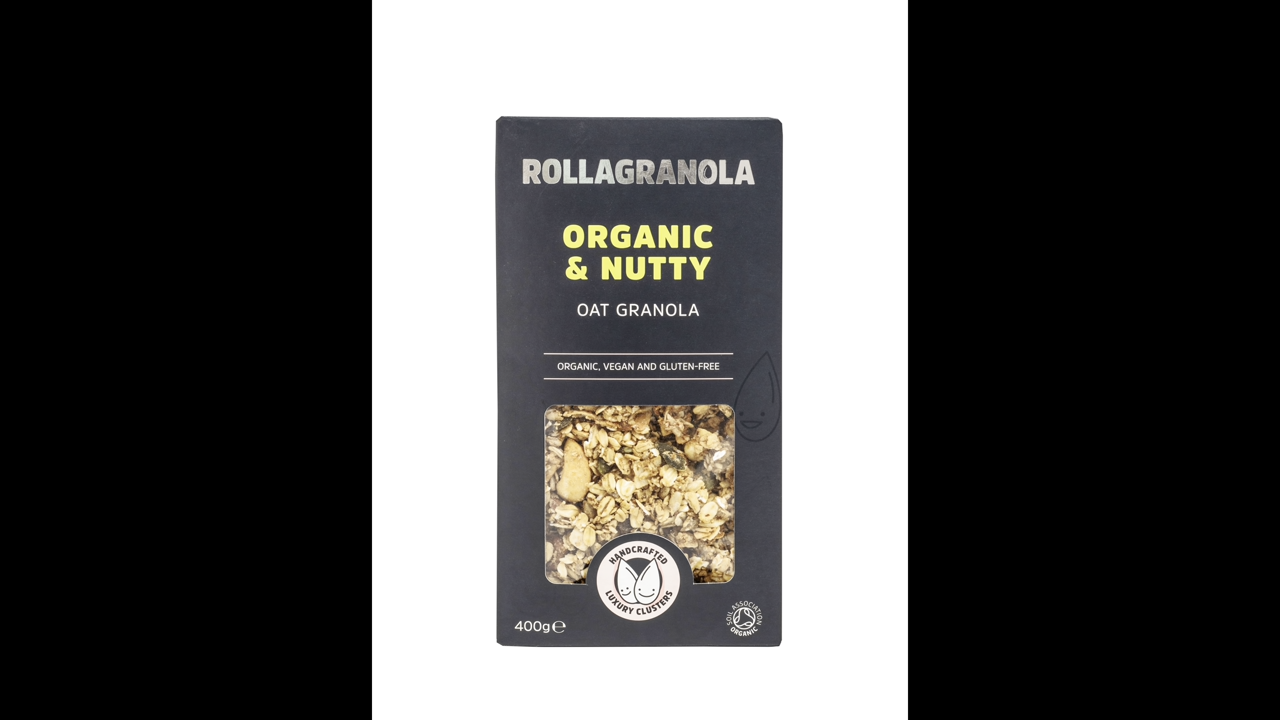 ROLLAGRANOLA
ORGANIC
& NUTTY
OAT GRANOLA
ORGANIC, VEGAN AND GLUTEN-FREE
HANDCRAFTED
LUXURY CLUSTERS
400g℮
SOIL ASSOCIATION
ORGANIC